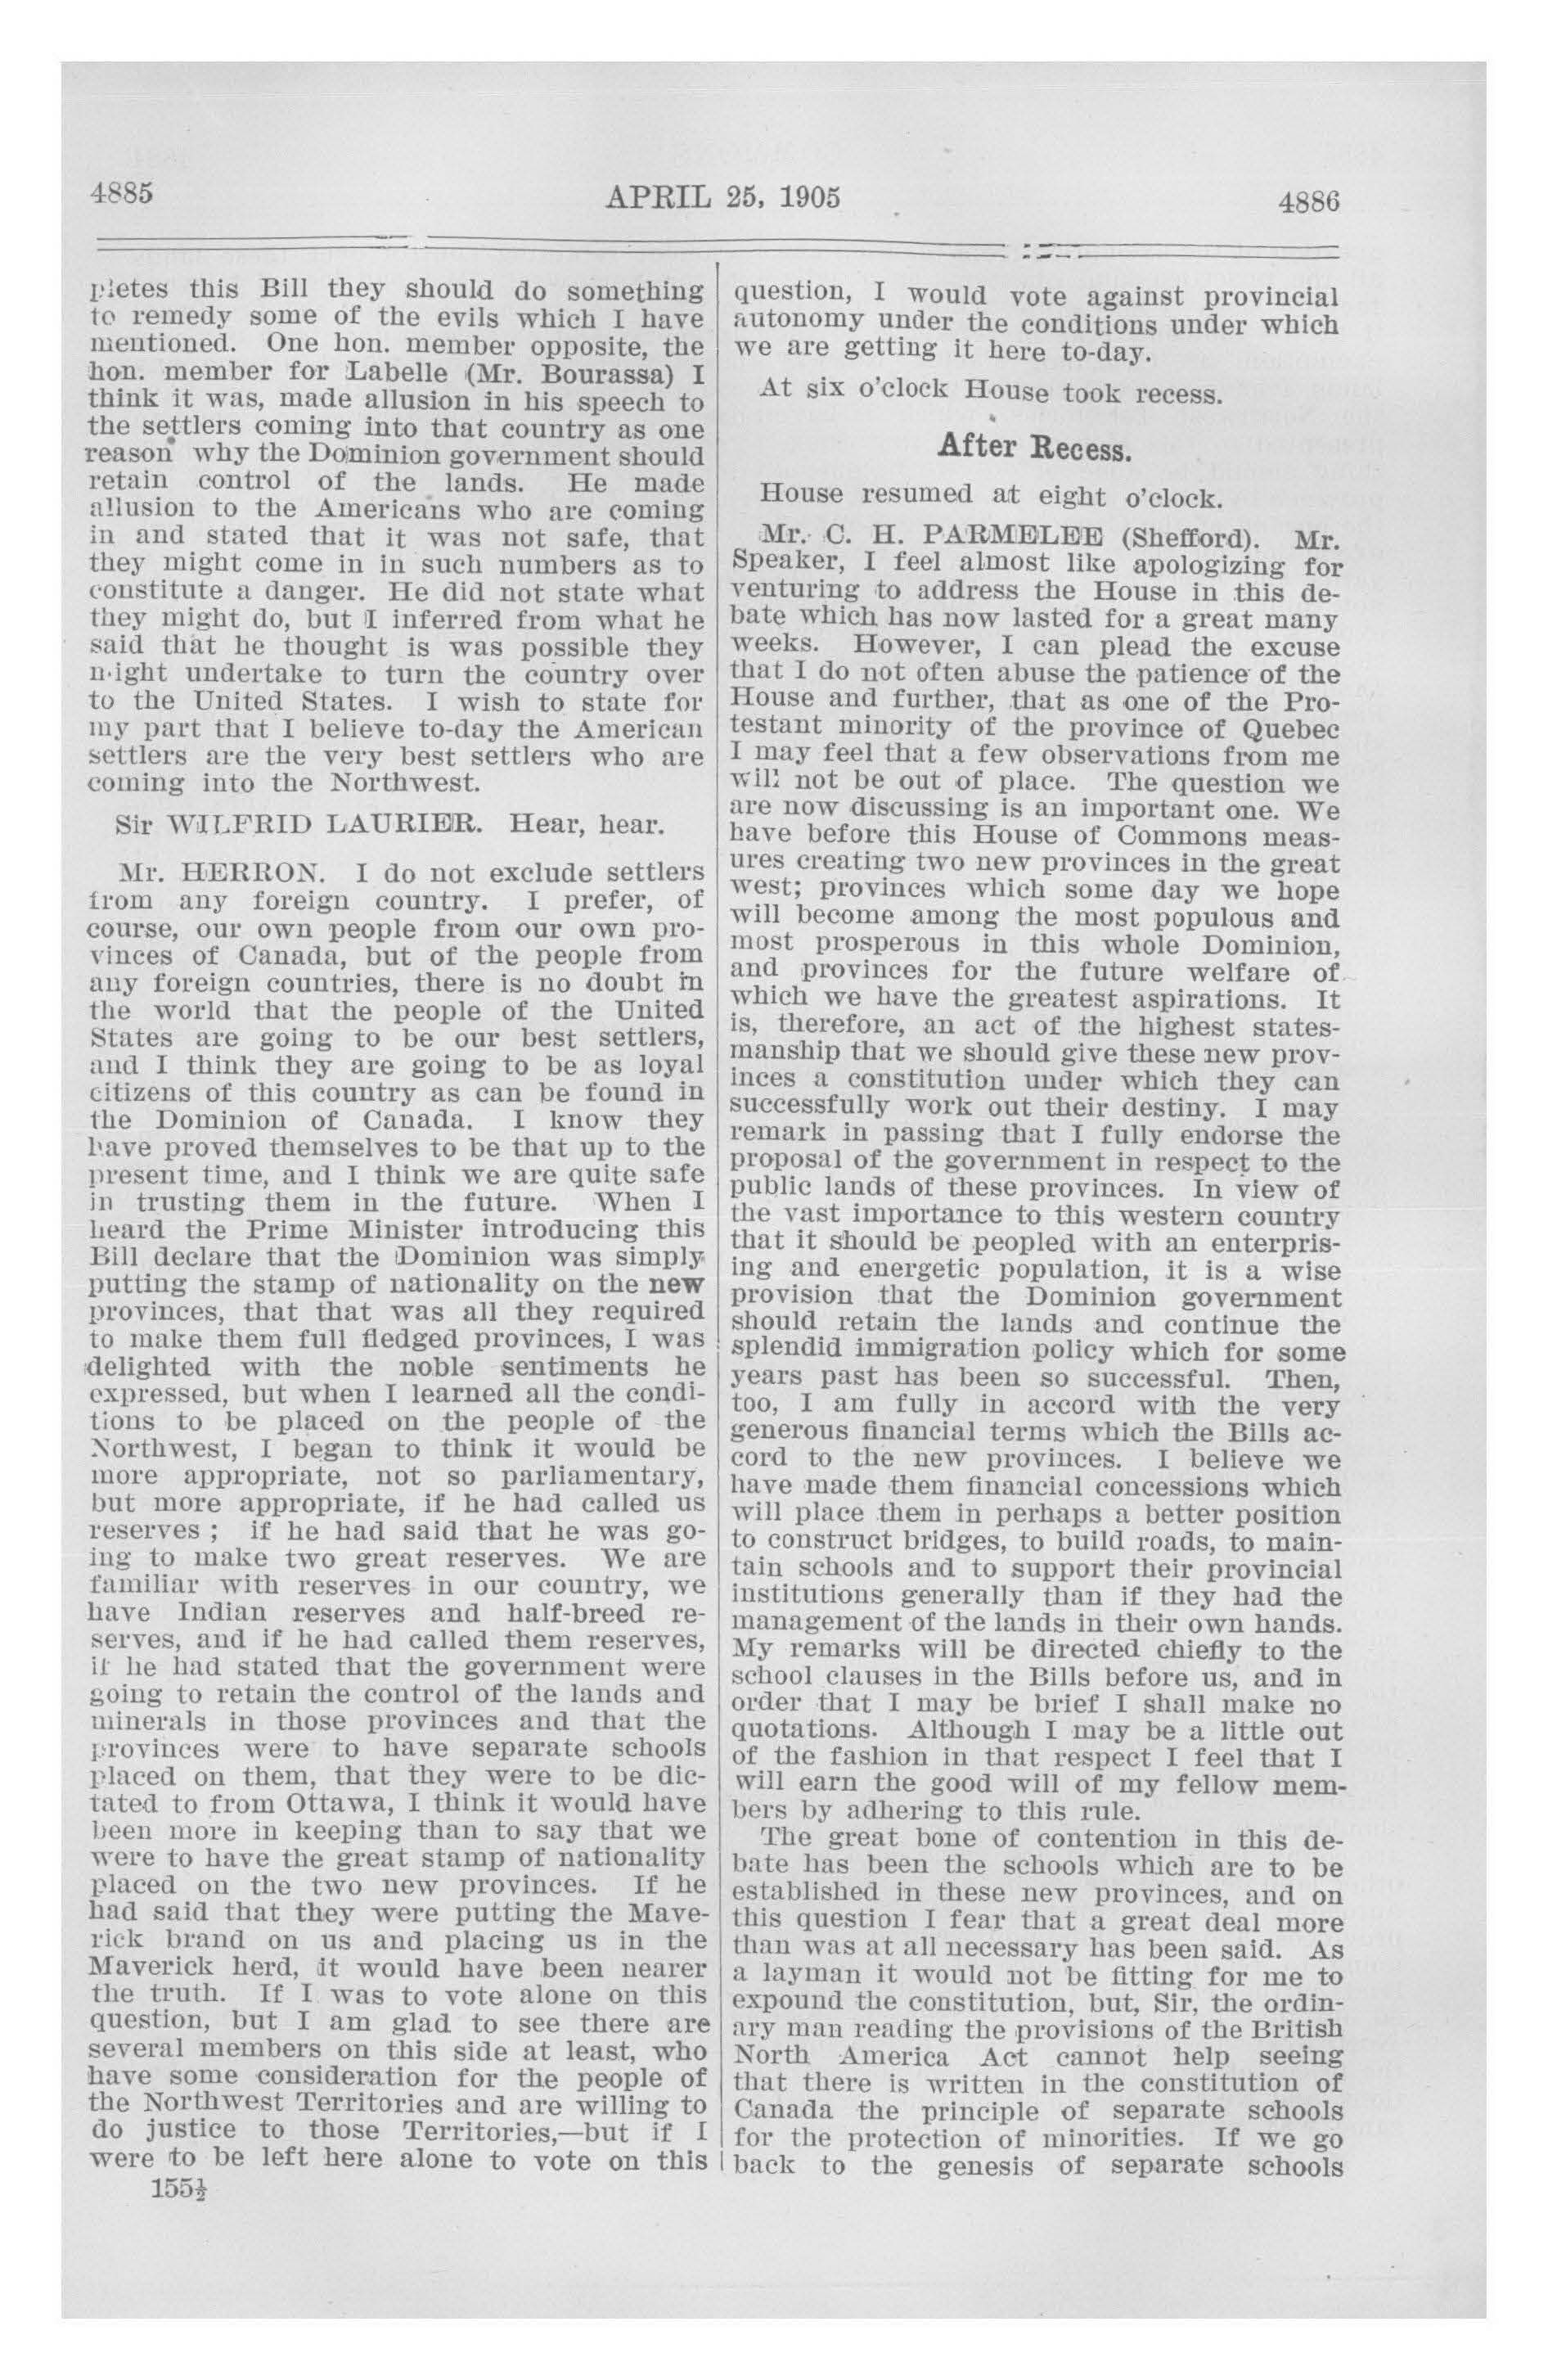 4885
APRIL 25, 1905
4886
pletes this Bill they should do something
to remedy some of the evils which I have
mentioned. One hon. member opposite, the
hon. member for Labelle (Mr. Bourassa) I
think it was, made allusion in his speech to
the settlers coming into that country as one
reason why the Dominion government should
retain control of the lands. He made
allusion to the Americans who are coming
in and stated that it was not safe, that
they might come in in such numbers as to
constitute a danger. He did not state what
they might do, but I inferred from what he
said that he thought is was possible they
might undertake to turn the country over
to the United States. I wish to state for
my part that I believe to-day the American
settlers are the very best settlers who are
coming into the Northwest.
Sir WILFRID LAURIER. Hear, hear.
Mr. HERRON. I do not exclude settlers
from any foreign country. I prefer, of
course, our own people from our own pro-
vinces of Canada, but of the people from
any foreign countries, there is no doubt in
the world that the people of the United
States are going to be our best settlers,
and I think they are going to be as loyal
citizens of this country as can be found in
the Dominion of Canada. I know they
have proved themselves to be that up to the
present time, and I think we are quite safe
in trusting them in the future. When I
heard the Prime Minister introducing this
Bill declare that the Dominion was simply
putting the stamp of nationality on the new
provinces, that that was all they required
to make them full fledged provinces, I was
delighted with the noble sentiments he
expressed, but when I learned all the condi-
tions to be placed on the people of the
Northwest, I began to think it would be
more appropriate, not so parliamentary,
but more appropriate, if he had called us
reserves ; if he had said that he was go-
ing to make two great reserves. We are
familiar with reserves in our country, we
have Indian reserves and half-breed re-
serves, and if he had called them reserves,
if he had stated that the government were
going to retain the control of the lands and
minerals in those provinces and that the
provinces were to have separate schools
placed on them, that they were to be dic-
tated to from Ottawa, I think it would have
been more in keeping than to say that we
were to have the great stamp of nationality
placed on the two new provinces. If he
had said that they were putting the Mave-
rick brand on us and placing us in the
Maverick herd, it would have been nearer
the truth. If I was to vote alone on this
question, but I am glad to see there are
several members on this side at least, who
have some consideration for the people of
the Northwest Territories and are willing to
do justice to those Territories,—but if I
were to be left here alone to vote on this
155½
question, I would vote against provincial
autonomy under the conditions under which
we are getting it here to-day.
At six o'clock House took recess.
After Recess.
House resumed at eight o'clock.
Mr. C. H. PARMELEE (Shefford). Mr.
Speaker, I feel almost like apologizing for
venturing to address the House in this de-
bate which has now lasted for a great many
weeks. However, I can plead the excuse
that I do not often abuse the patience of the
House and further, that as one of the Pro-
testant minority of the province of Quebec
I may feel that a few observations from me
will not be out of place. The question we
are now discussing is an important one. We
have before this House of Commons meas-
ures creating two new provinces in the great
west; provinces which some day we hope
will become among the most populous and
most prosperous in this whole Dominion,
and provinces for the future welfare of
which we have the greatest aspirations. It
is, therefore, an act of the highest states-
manship that we should give these new prov-
inces a constitution under which they can
successfully work out their destiny. I may
remark in passing that I fully endorse the
proposal of the government in respect to the
public lands of these provinces. In view of
the vast importance to this western country
that it should be peopled with an enterpris-
ing and energetic population, it is a wise
provision that the Dominion government
should retain the lands and continue the
splendid immigration policy which for some
years past has been so successful. Then,
too, I am fully in accord with the very
generous financial terms which the Bills ac-
cord to the new provinces. I believe we
have made them financial concessions which
will place them in perhaps a better position
to construct bridges, to build roads, to main-
tain schools and to support their provincial
institutions generally than if they had the
management of the lands in their own hands.
My remarks will be directed chiefly to the
school clauses in the Bills before us, and in
order that I may be brief I shall make no
quotations. Although I may be a little out
of the fashion in that respect I feel that I
will earn the good will of my fellow mem-
bers by adhering to this rule.
The great bone of contention in this de-
bate has been the schools which are to be
established in these new provinces, and on
this question I fear that a great deal more
than was at all necessary has been said. As
a layman it would not be fitting for me to
expound the constitution, but, Sir, the ordin-
ary man reading the provisions of the British
North America Act cannot help seeing
that there is written in the constitution of
Canada the principle of separate schools
for the protection of minorities. If we go
back to the genesis of separate schools